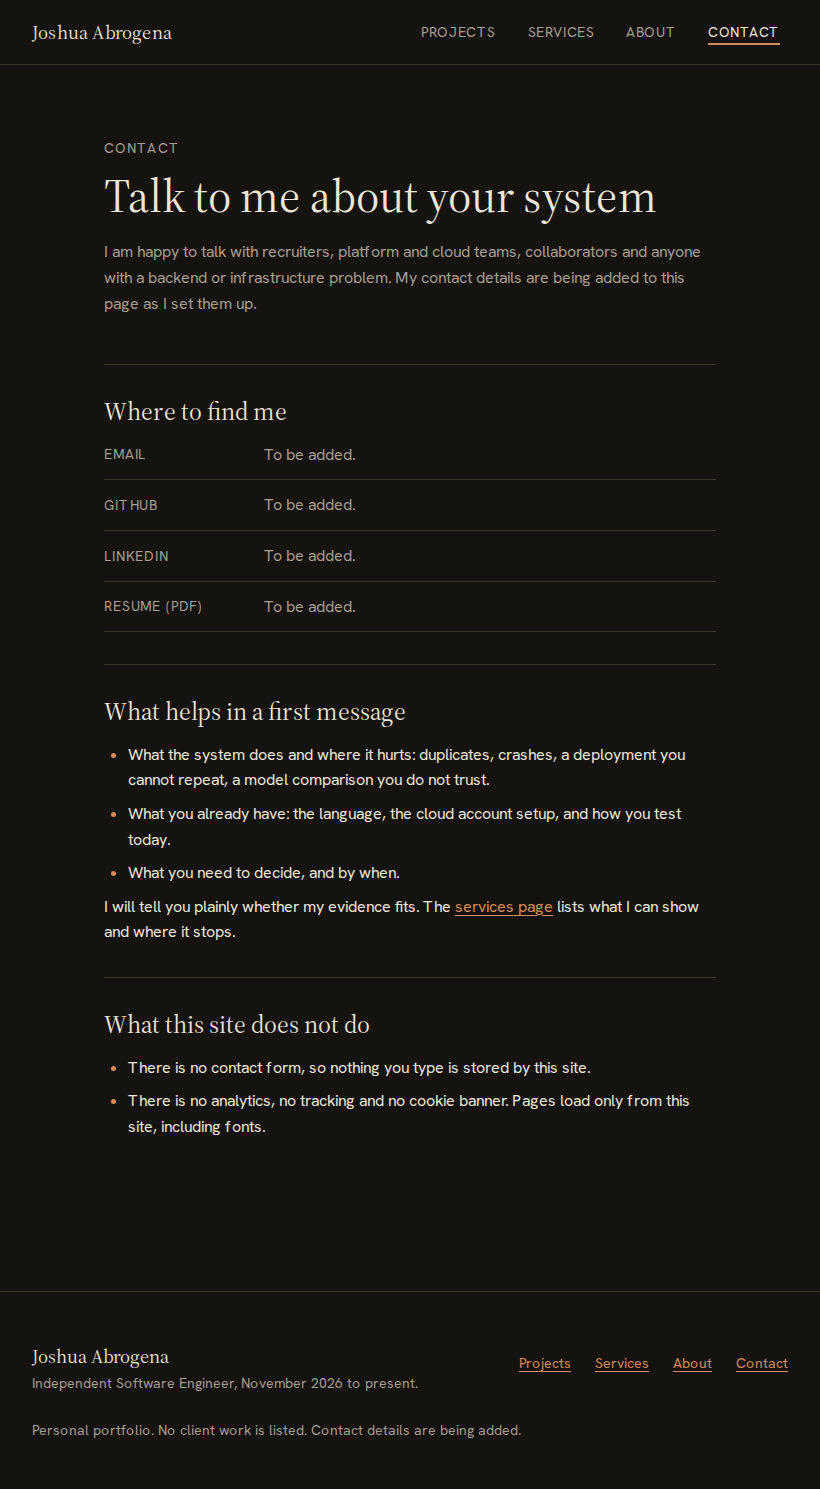 Joshua Abrogena
PROJECTS SERVICES ABOUT CONTACT
CONTACT
Talk to me about your system
I am happy to talk with recruiters, platform and cloud teams, collaborators and anyone
with a backend or infrastructure problem. My contact details are being added to this
page as I set them up.
Where to find me
EMAIL To be added.
GITHUB To be added.
LINKEDIN To be added.
RESUME (PDF) To be added.
What helps in a first message
• What the system does and where it hurts: duplicates, crashes, a deployment you
cannot repeat, a model comparison you do not trust.
• What you already have: the language, the cloud account setup, and how you test
today.
• What you need to decide, and by when.
I will tell you plainly whether my evidence fits. The services page lists what I can show
and where it stops.
What this site does not do
• There is no contact form, so nothing you type is stored by this site.
• There is no analytics, no tracking and no cookie banner. Pages load only from this
site, including fonts.
Joshua Abrogena
Projects Services About Contact
Independent Software Engineer, November 2026 to present.
Personal portfolio. No client work is listed. Contact details are being added.